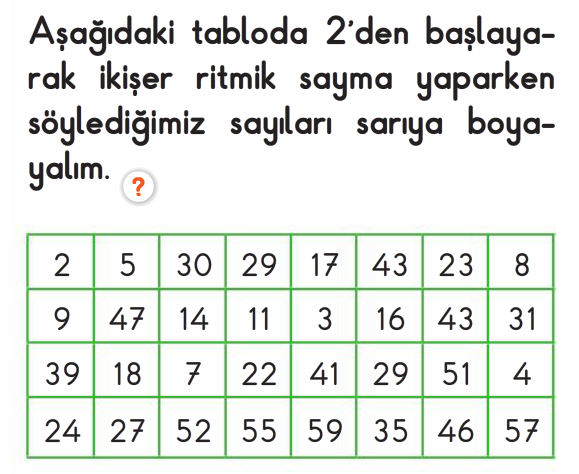 Aşağıdaki tabloda 2'den başlaya-
rak ikişer ritmik sayma yaparken
söylediğimiz sayıları sarıya boya-
yalım. ?
2 5 30 29 17 43 23 8
9 47 14 11 3 16 43 31
39 18 7 22 41 29 51 4
24 27 52 55 59 35 46 57